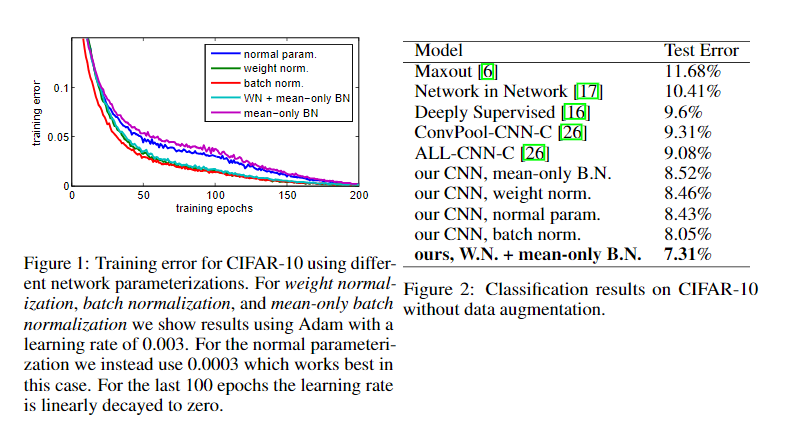 0.1
0.05
0
0
50
100
150
200
training error
training epochs
normal param.
weight norm.
batch norm.
WN + mean−only BN
mean−only BN
Figure 1: Training error for CIFAR-10 using differ-
ent network parameterizations. For weight normal-
ization, batch normalization, and mean-only batch
normalization we show results using Adam with a
learning rate of 0.003. For the normal parameteri-
zation we instead use 0.0003 which works best in
this case. For the last 100 epochs the learning rate
is linearly decayed to zero.
Model Test Error
Maxout [6] 11.68%
Network in Network [17] 10.41%
Deeply Supervised [16] 9.6%
ConvPool-CNN-C [26] 9.31%
ALL-CNN-C [26] 9.08%
our CNN, mean-only B.N. 8.52%
our CNN, weight norm. 8.46%
our CNN, normal param. 8.43%
our CNN, batch norm. 8.05%
ours, W.N. + mean-only B.N. 7.31%
Figure 2: Classification results on CIFAR-10
without data augmentation.